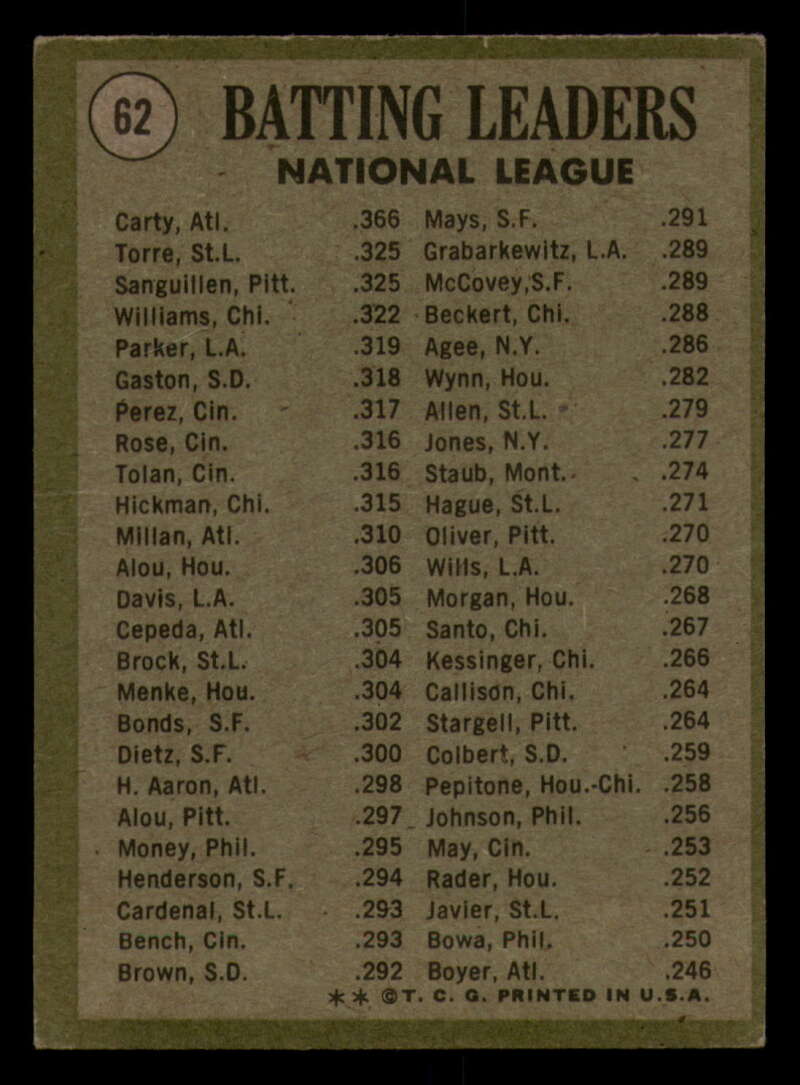 62
BATTING LEADERS
NATIONAL LEAGUE
Carty, Atl. .366
Torre, St.L. .325
Sanguillen, Pitt. .325
Williams, Chi. .322
Parker, L.A. .319
Gaston, S.D. .318
Perez, Cin. .317
Rose, Cin. .316
Tolan, Cin. .316
Hickman, Chi. .315
Millan, Atl. .310
Alou, Hou. .306
Davis, L.A. .305
Cepeda, Atl. .305
Brock, St.L. .304
Menke, Hou. .304
Bonds, S.F. .302
Dietz, S.F. .300
H. Aaron, Atl. .298
Alou, Pitt. .297
Money, Phil. .295
Henderson, S.F. .294
Cardenal, St.L. .293
Bench, Cin. .293
Brown, S.D. .292
Mays, S.F. .291
Grabarkewitz, L.A. .289
McCovey,S.F. .289
Beckert, Chi. .288
Agee, N.Y. .286
Wynn, Hou. .282
Allen, St.L. .279
Jones, N.Y. .277
Staub, Mont. .274
Hague, St.L. .271
Oliver, Pitt. .270
Wills, L.A. .270
Morgan, Hou. .268
Santo, Chi. .267
Kessinger, Chi. .266
Callison, Chi. .264
Stargell, Pitt. .264
Colbert, S.D. .259
Pepitone, Hou.-Chi. .258
Johnson, Phil. .256
May, Cin. .253
Rader, Hou. .252
Javier, St.L. .251
Bowa, Phil. .250
Boyer, Atl. .246
** ©T. C. G. PRINTED IN U.S.A.